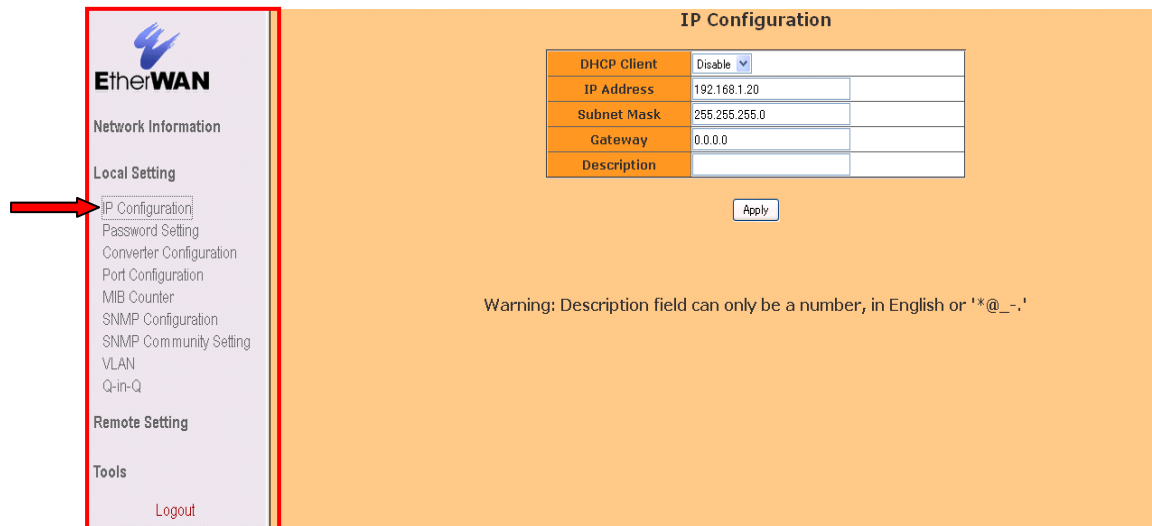 EtherWAN
Network Information
Local Setting
IP Configuration
Password Setting
Converter Configuration
Port Configuration
MIB Counter
SNMP Configuration
SNMP Community Setting
VLAN
Q-in-Q
Remote Setting
Tools
Logout
IP Configuration
DHCP Client Disable
IP Address 192.168.1.20
Subnet Mask 255.255.255.0
Gateway 0.0.0.0
Description
Apply
Warning: Description field can only be a number, in English or '*@_-.'